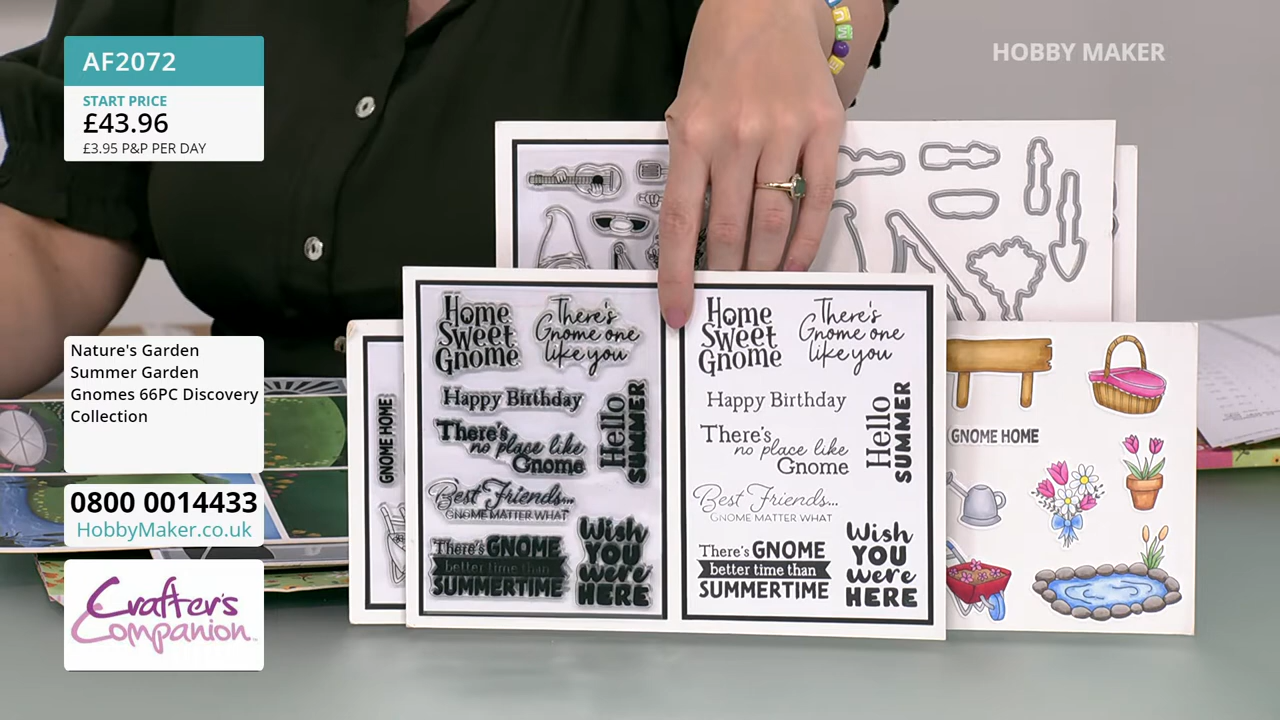 AF2072
START PRICE
£43.96
£3.95 P&P PER DAY
HOBBY MAKER
Nature's Garden
Summer Garden
Gnomes 66PC Discovery
Collection
0800 0014433
HobbyMaker.co.uk
Crafter's
Companion
GNOME HOME
Home
Sweet
Gnome
There's
Gnome one
like you
Happy Birthday
Hello
SUMMER
There's
no place like
Gnome
Best Friends...
GNOME MATTER WHAT
There's GNOME
better time than
SUMMERTIME
Wish
YOU
were
HERE
Home
Sweet
Gnome
There's
Gnome one
like you
Happy Birthday
Hello
SUMMER
There's
no place like
Gnome
Best Friends...
GNOME MATTER WHAT
There's GNOME
better time than
SUMMERTIME
Wish
YOU
were
HERE
GNOME HOME